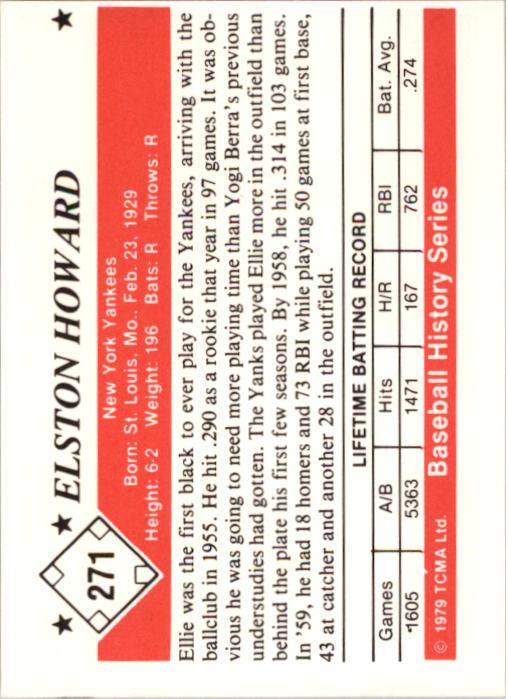 271
ELSTON HOWARD
New York Yankees
Born: St. Louis, Mo., Feb. 23, 1929
Height: 6-2 Weight: 196 Bats: R Throws: R
Ellie was the first black to ever play for the Yankees, arriving with the
ballclub in 1955. He hit .290 as a rookie that year in 97 games. It was ob-
vious he was going to need more playing time than Yogi Berra's previous
understudies had gotten. The Yanks played Ellie more in the outfield than
behind the plate his first few seasons. By 1958, he hit .314 in 103 games.
In '59, he had 18 homers and 73 RBI while playing 50 games at first base,
43 at catcher and another 28 in the outfield.
LIFETIME BATTING RECORD
Games A/B Hits H/R RBI Bat. Avg.
1605 5363 1471 167 762 .274
© 1979 TCMA Ltd. Baseball History Series